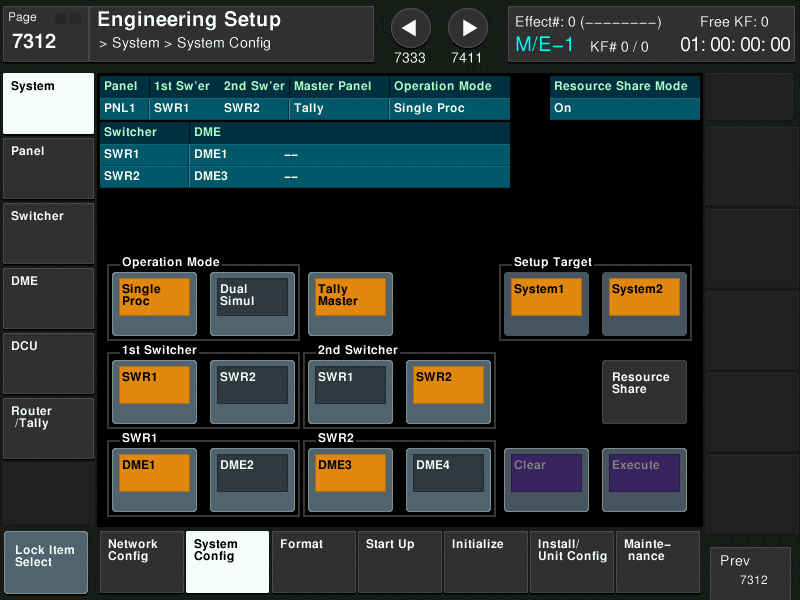 Page
7312
Engineering Setup
> System > System Config
7333
7411
Effect#: 0 (--------)
Free KF: 0
M/E-1
KF# 0 / 0
01: 00: 00: 00
System
Panel
Switcher
DME
DCU
Router
/Tally
Lock Item
Select
Panel 1st Sw'er 2nd Sw'er Master Panel Operation Mode
PNL1 SWR1 SWR2 Tally Single Proc
Resource Share Mode
On
Switcher DME
SWR1 DME1 --
SWR2 DME3 --
Operation Mode
Single
Proc
Dual
Simul
Tally
Master
Setup Target
System1
System2
1st Switcher
SWR1
SWR2
2nd Switcher
SWR1
SWR2
Resource
Share
SWR1
DME1
DME2
SWR2
DME3
DME4
Clear
Execute
Network
Config
System
Config
Format
Start Up
Initialize
Install/
Unit Config
Mainte-
nance
Prev
7312